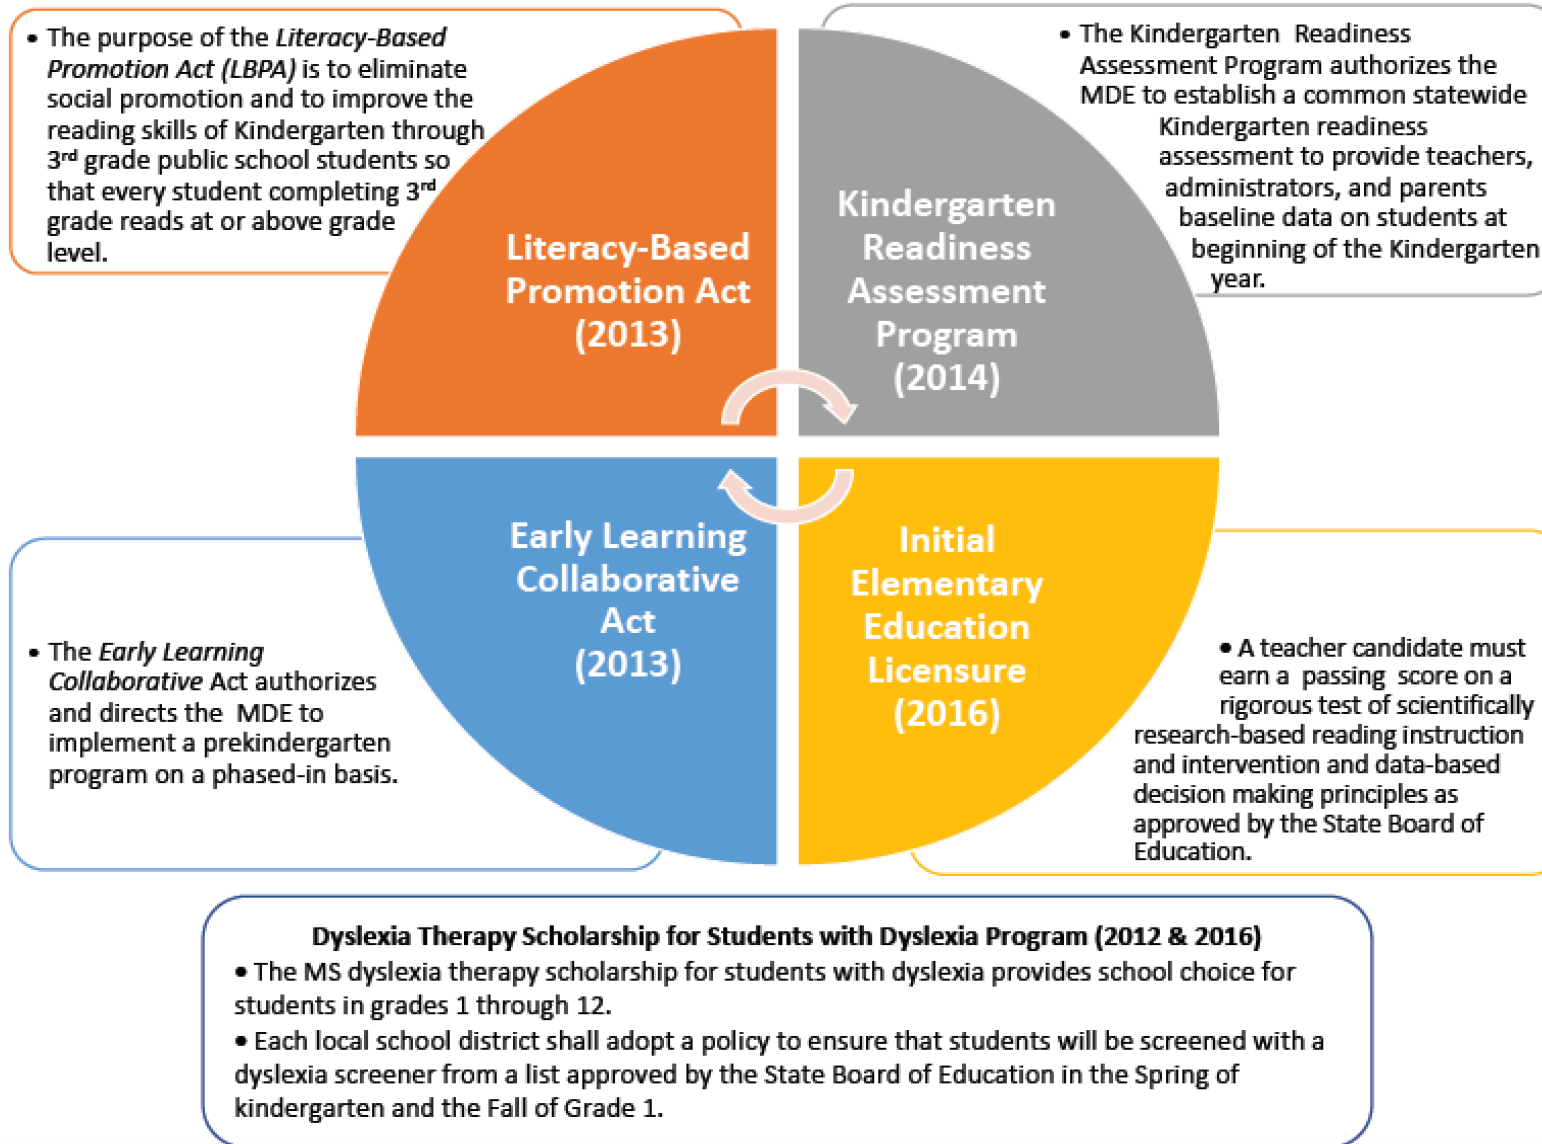 • The purpose of the Literacy-Based
Promotion Act (LBPA) is to eliminate
social promotion and to improve the
reading skills of Kindergarten through
3rd grade public school students so
that every student completing 3rd
grade reads at or above grade
level.
• The Kindergarten Readiness
Assessment Program authorizes the
MDE to establish a common statewide
Kindergarten readiness
assessment to provide teachers,
administrators, and parents
baseline data on students at
beginning of the Kindergarten
year.
Literacy-Based
Promotion Act
(2013)
Kindergarten
Readiness
Assessment
Program
(2014)
Early Learning
Collaborative
Act
(2013)
Initial
Elementary
Education
Licensure
(2016)
• The Early Learning
Collaborative Act authorizes
and directs the MDE to
implement a prekindergarten
program on a phased-in basis.
• A teacher candidate must
earn a passing score on a
rigorous test of scientifically
research-based reading instruction
and intervention and data-based
decision making principles as
approved by the State Board of
Education.
Dyslexia Therapy Scholarship for Students with Dyslexia Program (2012 & 2016)
• The MS dyslexia therapy scholarship for students with dyslexia provides school choice for
students in grades 1 through 12.
• Each local school district shall adopt a policy to ensure that students will be screened with a
dyslexia screener from a list approved by the State Board of Education in the Spring of
kindergarten and the Fall of Grade 1.